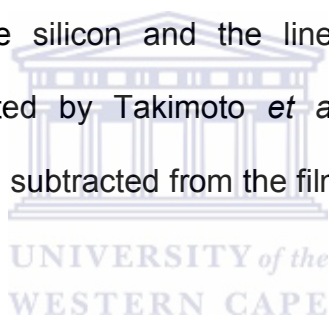 e silicon and the line
ted by Takimoto et a
subtracted from the film
UNIVERSITY of the
WESTERN CAPE